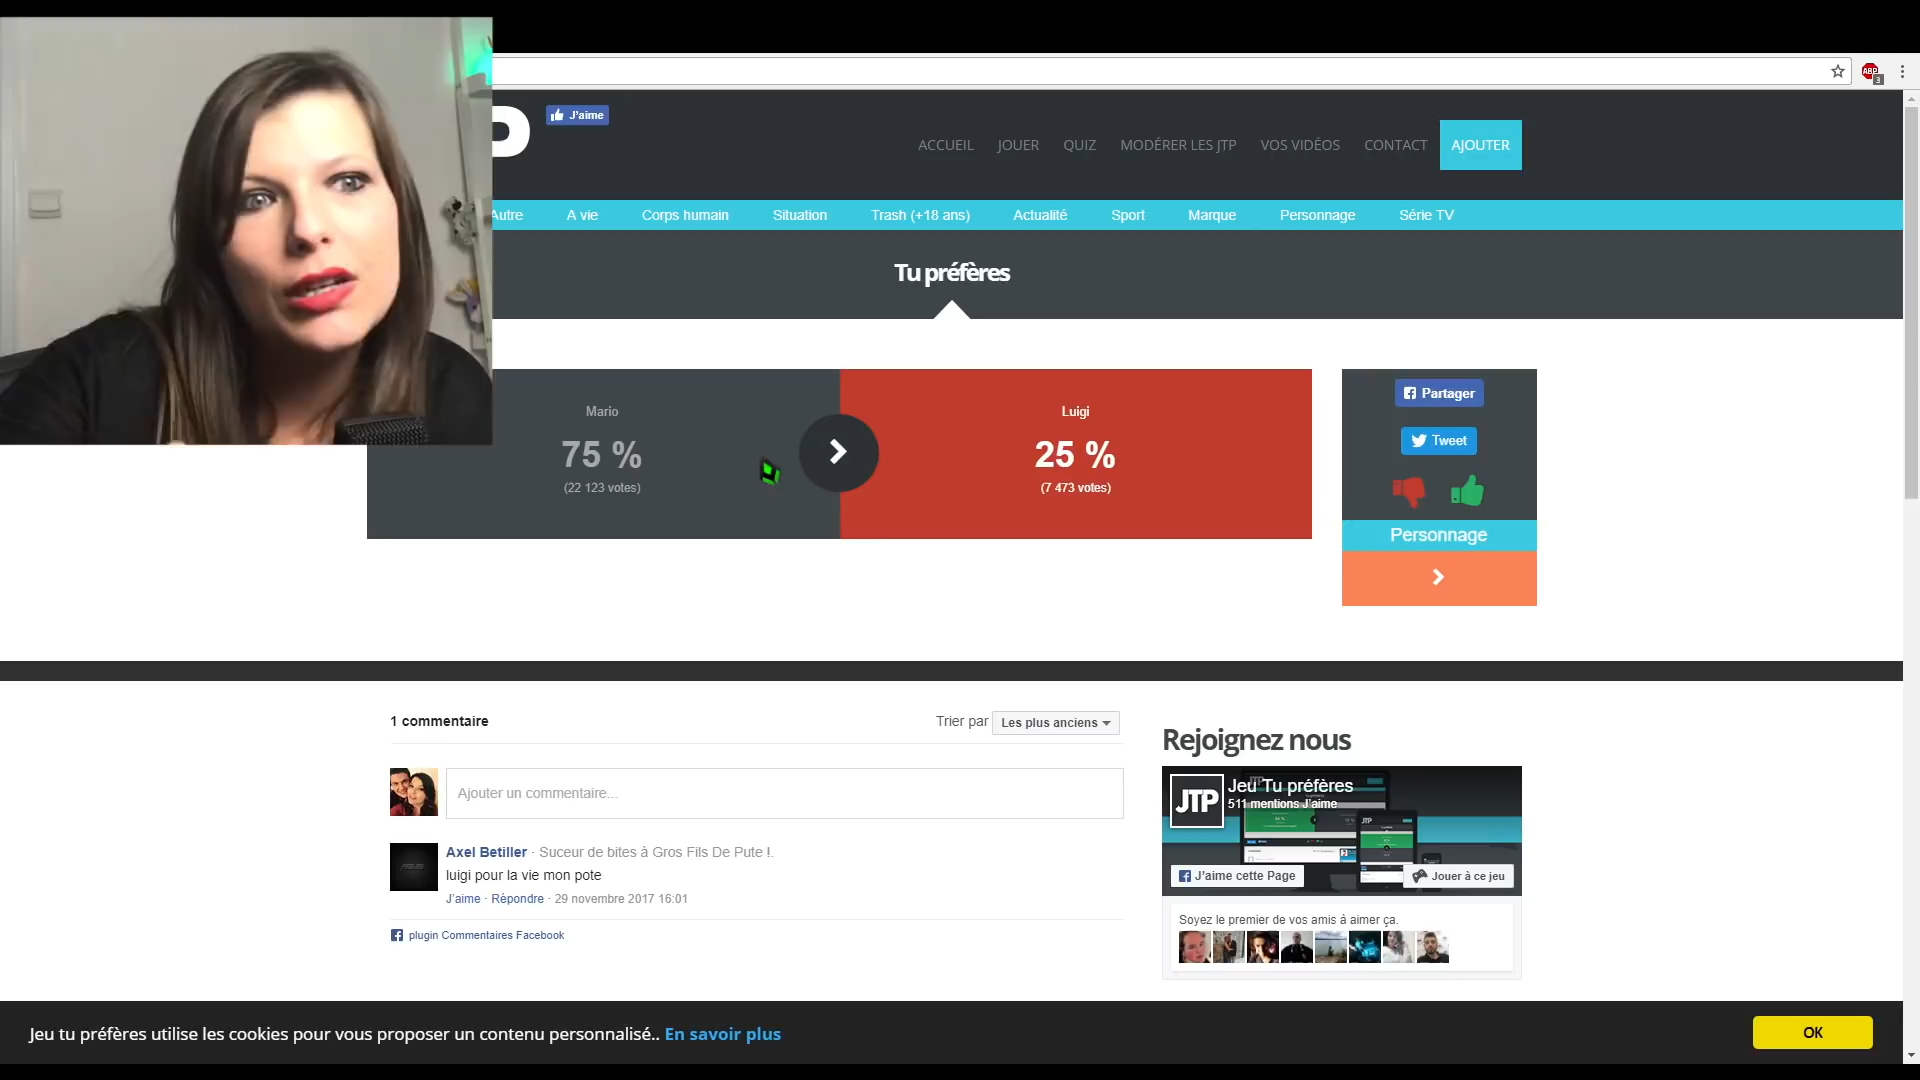 P
J'aime
ACCUEIL JOUER QUIZ MODÉRER LES JTP VOS VIDÉOS CONTACT AJOUTER
ABP
3
Autre A vie Corps humain Situation Trash (+18 ans) Actualité Sport Marque Personnage Série TV
Tu préfères
Mario
75 %
(22 123 votes)
Luigi
25 %
(7 473 votes)
Partager
Tweet
Personnage
1 commentaire
Trier par Les plus anciens
Ajouter un commentaire...
Axel Betiller · Suceur de bites à Gros Fils De Pute !.
luigi pour la vie mon pote
J'aime · Répondre · 29 novembre 2017 16:01
plugin Commentaires Facebook
Rejoignez nous
JTP
Jeu Tu préfères
511 mentions J'aime
JTP
J'aime cette Page
Jouer à ce jeu
Soyez le premier de vos amis à aimer ça.
Jeu tu préfères utilise les cookies pour vous proposer un contenu personnalisé.. En savoir plus
OK